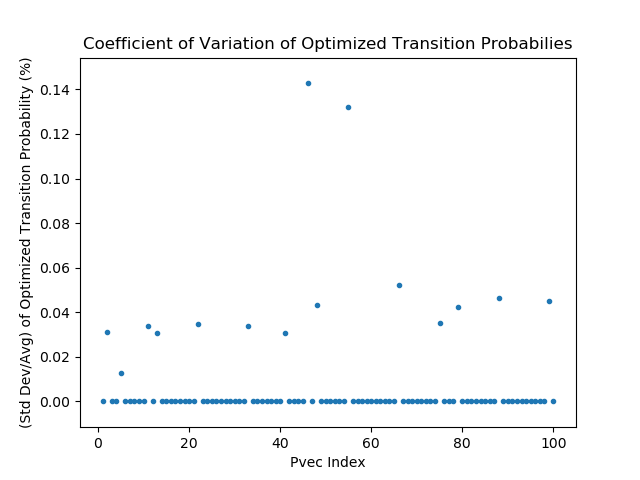 Coefficient of Variation of Optimized Transition Probabilies
(Std Dev/Avg) of Optimized Transition Probability (%)
0.14
0.12
0.10
0.08
0.06
0.04
0.02
0.00
0 20 40 60 80 100
Pvec Index